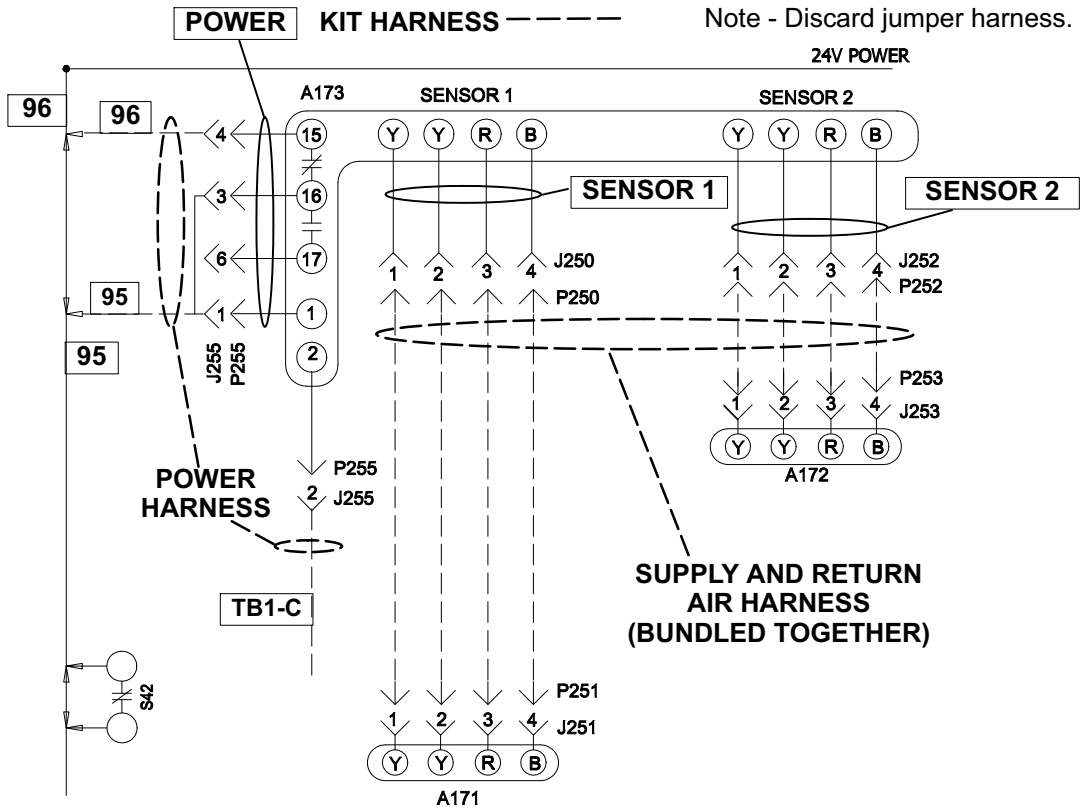 POWER KIT HARNESS Note - Discard jumper harness.
24V POWER
96 96 A173 SENSOR 1 SENSOR 2
4 15 Y Y R B Y Y R B
3 16 SENSOR 1 SENSOR 2
6 17
1 2 3 4 J250 1 2 3 4 J252
P250 P252
95 1 1
95 2
J255
P255
P253
1 2 3 4 J253
Y Y R B
A172
P255
2 J255
POWER
HARNESS
SUPPLY AND RETURN
AIR HARNESS
(BUNDLED TOGETHER)
TB1-C
S42
P251
1 2 3 4 J251
Y Y R B
A171